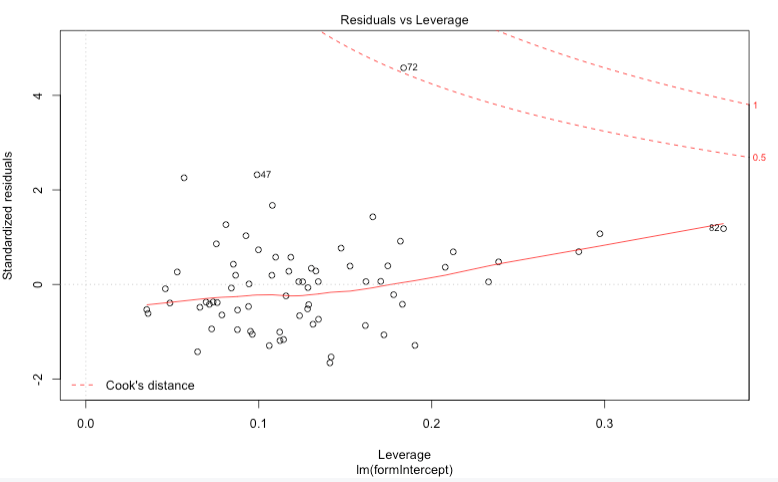 Residuals vs Leverage
Standardized residuals
4
2
0
-2
72
47
82
1
0.5
Cook's distance
0.0 0.1 0.2 0.3
Leverage
lm(formIntercept)